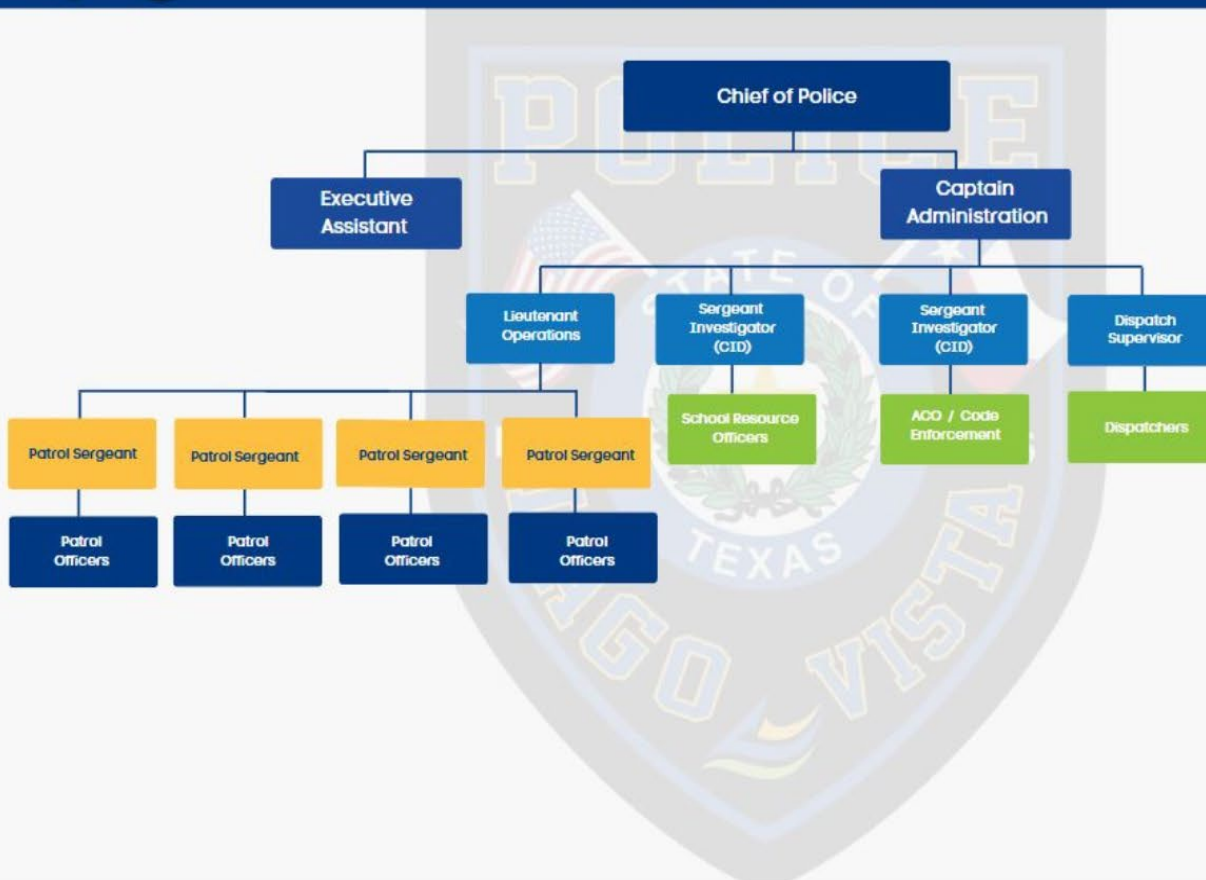 Chief of Police
Executive
Assistant
Captain
Administration
Lieutenant
Operations
Sergeant
Investigator
(CID)
Sergeant
Investigator
(CID)
Dispatch
Supervisor
School Resource
Officers
ACO / Code
Enforcement
Dispatchers
Patrol Sergeant
Patrol Sergeant
Patrol Sergeant
Patrol Sergeant
Patrol
Officers
Patrol
Officers
Patrol
Officers
Patrol
Officers
POLICE
STATE OF
TEXAS
LAGO VISTA